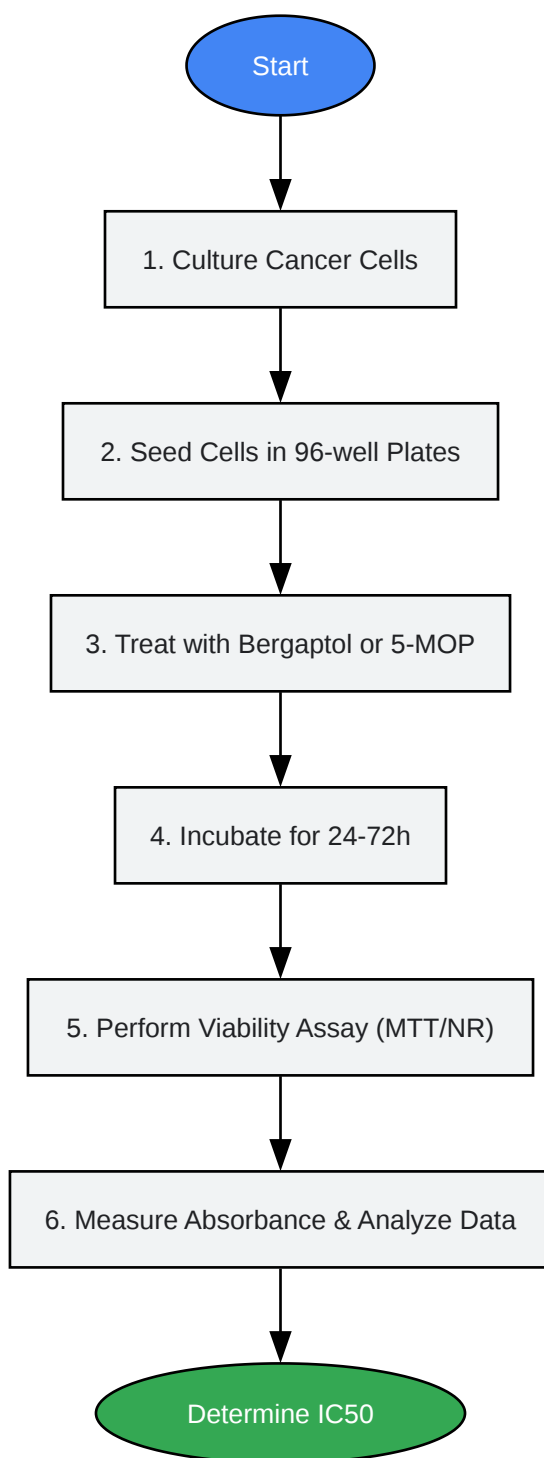 Start
1. Culture Cancer Cells
2. Seed Cells in 96-well Plates
3. Treat with Bergaptol or 5-MOP
4. Incubate for 24-72h
5. Perform Viability Assay (MTT/NR)
6. Measure Absorbance & Analyze Data
Determine IC50